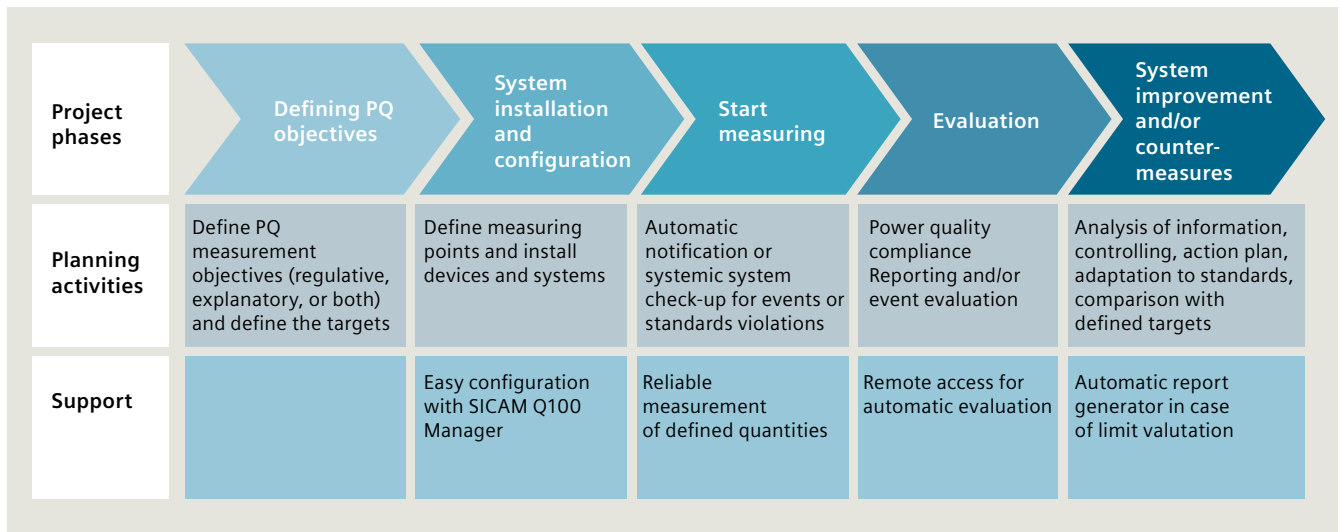 Project
phases
Defining PQ
objectives
System
installation
and
configuration
Start
measuring
Evaluation
System
improvement
and/or
counter-
measures
Planning
activities
Define PQ
measurement
objectives (regulative,
explanatory, or both)
and define the targets
Define measuring
points and install
devices and systems
Automatic
notification or
systemic system
check-up for events or
standards violations
Power quality
compliance
Reporting and/or
event evaluation
Analysis of information,
controlling, action plan,
adaptation to standards,
comparison with
defined targets
Support
Easy configuration
with SICAM Q100
Manager
Reliable
measurement
of defined quantities
Remote access for
automatic evaluation
Automatic report
generator in case
of limit valutation